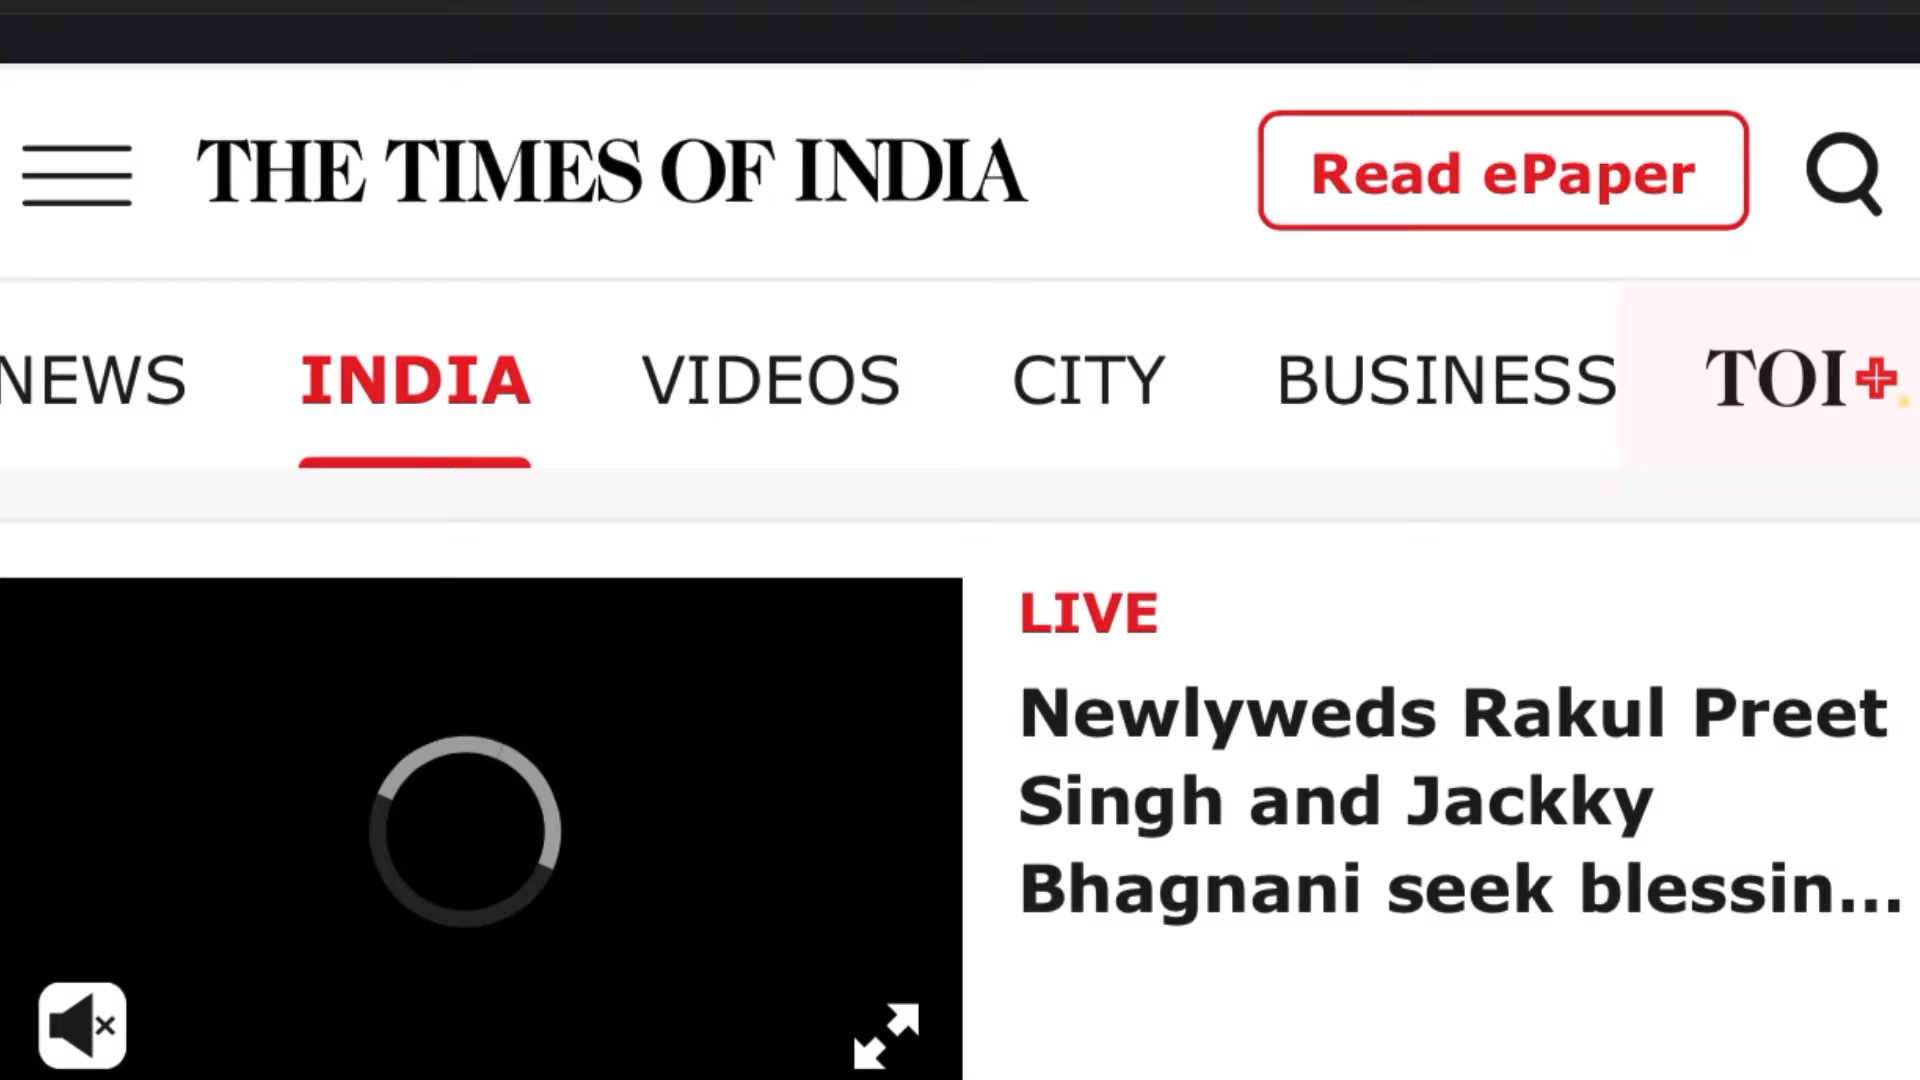 THE TIMES OF INDIA
Read ePaper
NEWS
INDIA
VIDEOS
CITY
BUSINESS
TOI+
LIVE
Newlyweds Rakul Preet
Singh and Jackky
Bhagnani seek blessin...